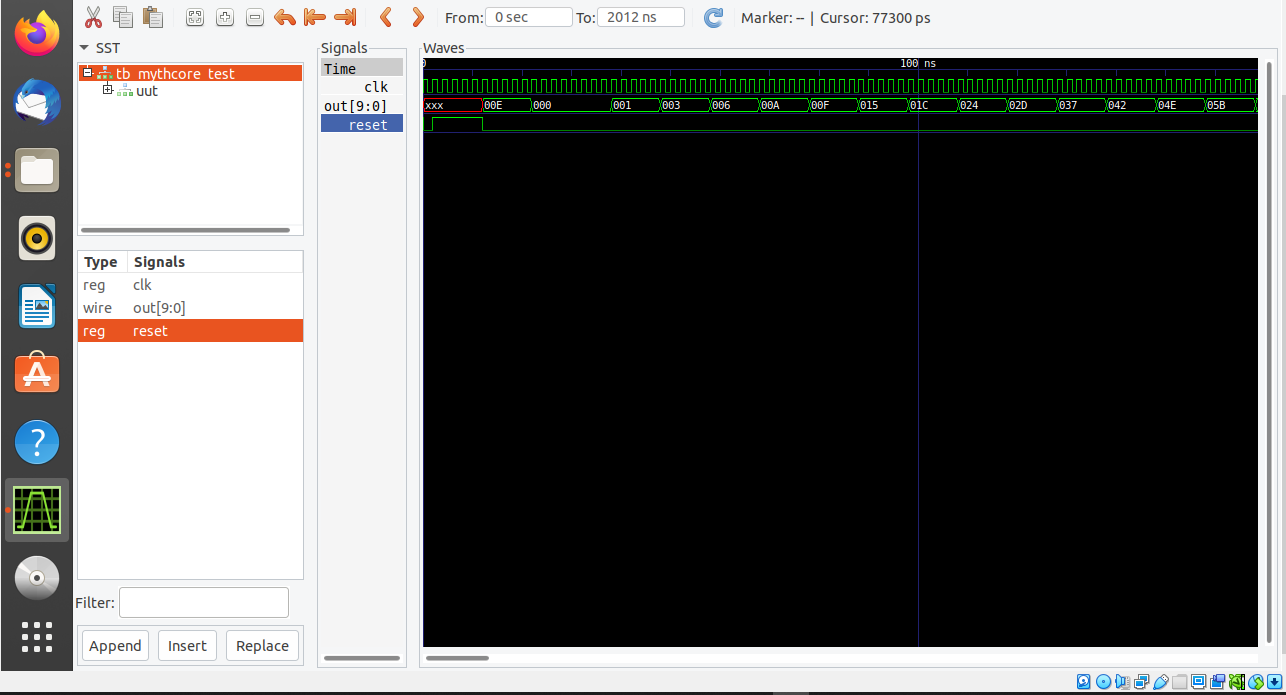 From: 0 sec To: 2012 ns Marker: -- | Cursor: 77300 ps
SST
tb_mythcore_test
uut
Type Signals
reg clk
wire out[9:0]
reg reset
Filter:
Append Insert Replace
Signals
Time
clk
out[9:0]
reset
Waves
0 100 ns
xxx 00E 000 001 003 006 00A 00F 015 01C 024 02D 037 042 04E 05B